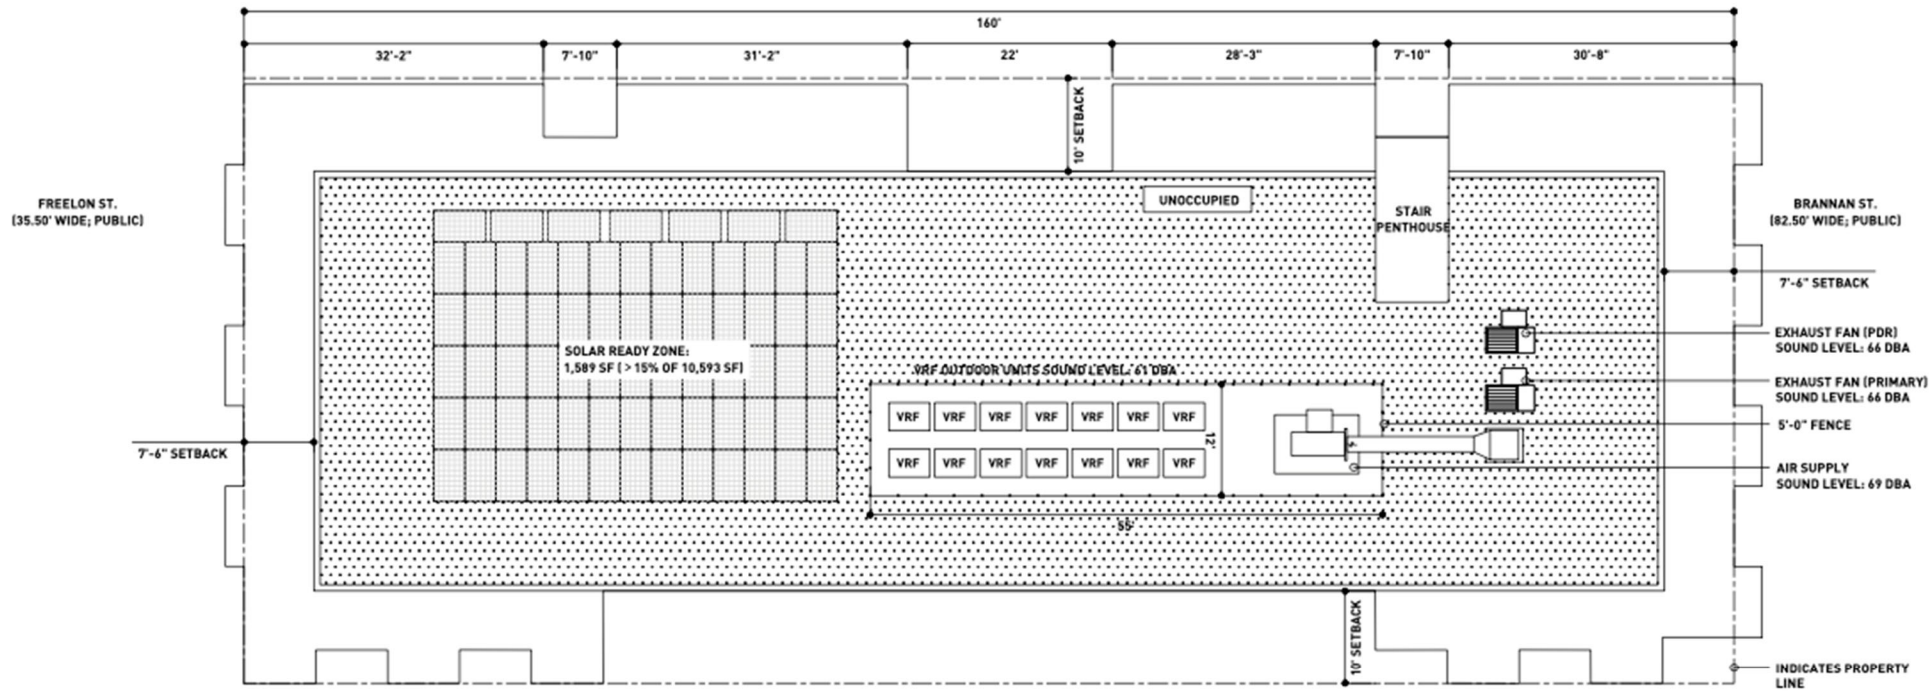 160'
32'-2"
7'-10"
31'-2"
22'
28'-3"
7'-10"
30'-8"
10' SETBACK
FREELON ST.
(35.50' WIDE; PUBLIC)
UNOCCUPIED
STAIR
PENTHOUSE
BRANNAN ST.
(82.50' WIDE; PUBLIC)
7'-6" SETBACK
EXHAUST FAN (PDR)
SOUND LEVEL: 66 DBA
SOLAR READY ZONE:
1,589 SF ( > 15% OF 10,593 SF)
VRF OUTDOOR UNITS SOUND LEVEL: 61 DBA
EXHAUST FAN (PRIMARY)
SOUND LEVEL: 66 DBA
VRF VRF VRF VRF VRF VRF VRF
5'-0" FENCE
12'
7'-6" SETBACK
VRF VRF VRF VRF VRF VRF VRF
AIR SUPPLY
SOUND LEVEL: 69 DBA
55'
10' SETBACK
INDICATES PROPERTY
LINE